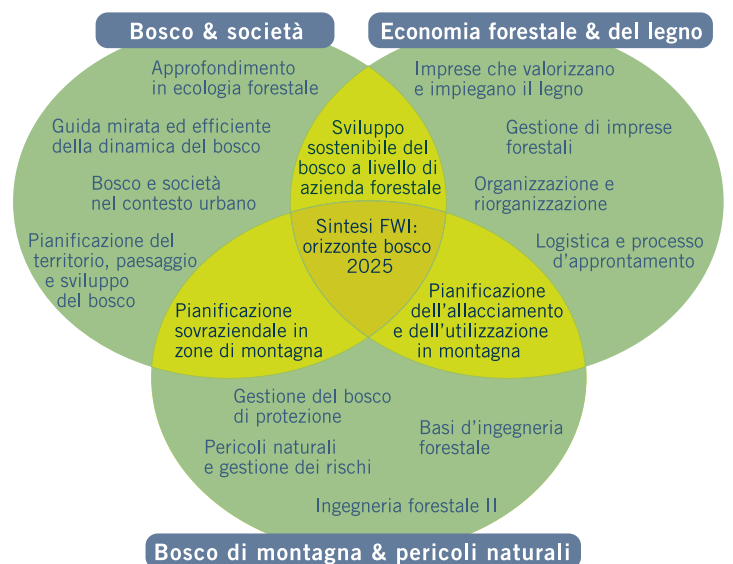 Bosco & società
Economia forestale & del legno
Approfondimento
in ecologia forestale
Guida mirata ed efficiente
della dinamica del bosco
Bosco e società
nel contesto urbano
Pianificazione del
territorio, paesaggio
e sviluppo
del bosco
Sviluppo
sostenibile del
bosco a livello di
azienda forestale
Imprese che valorizzano
e impiegano il legno
Gestione di imprese
forestali
Organizzazione e
riorganizzazione
Logistica e processo
d'approntamento
Sintesi FWI:
orizzonte bosco
2025
Pianificazione
sovraziendale in
zone di montagna
Pianificazione
dell'allacciamento
e dell'utilizzazione
in montagna
Gestione del bosco
di protezione
Pericoli naturali
e gestione dei rischi
Basi d'ingegneria
forestale
Ingegneria forestale II
Bosco di montagna & pericoli naturali